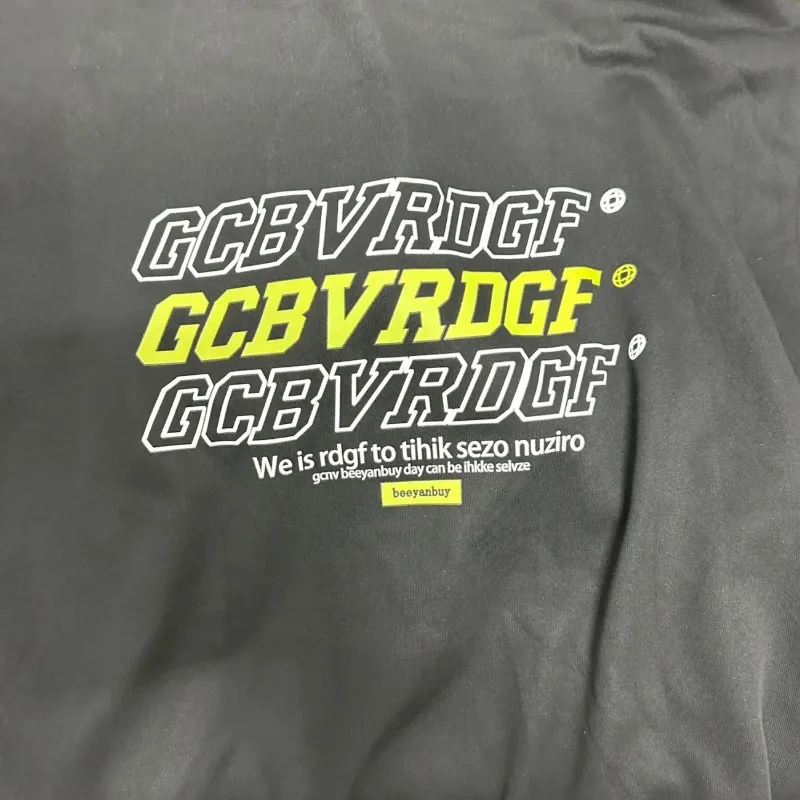 GCBVRDGF
GCBVRDGF
GCBVRDGF
We is rdgf to tihik sezo nuziro
gcnv beeyanbuy day can be ihkke selvze
beeyanbuy